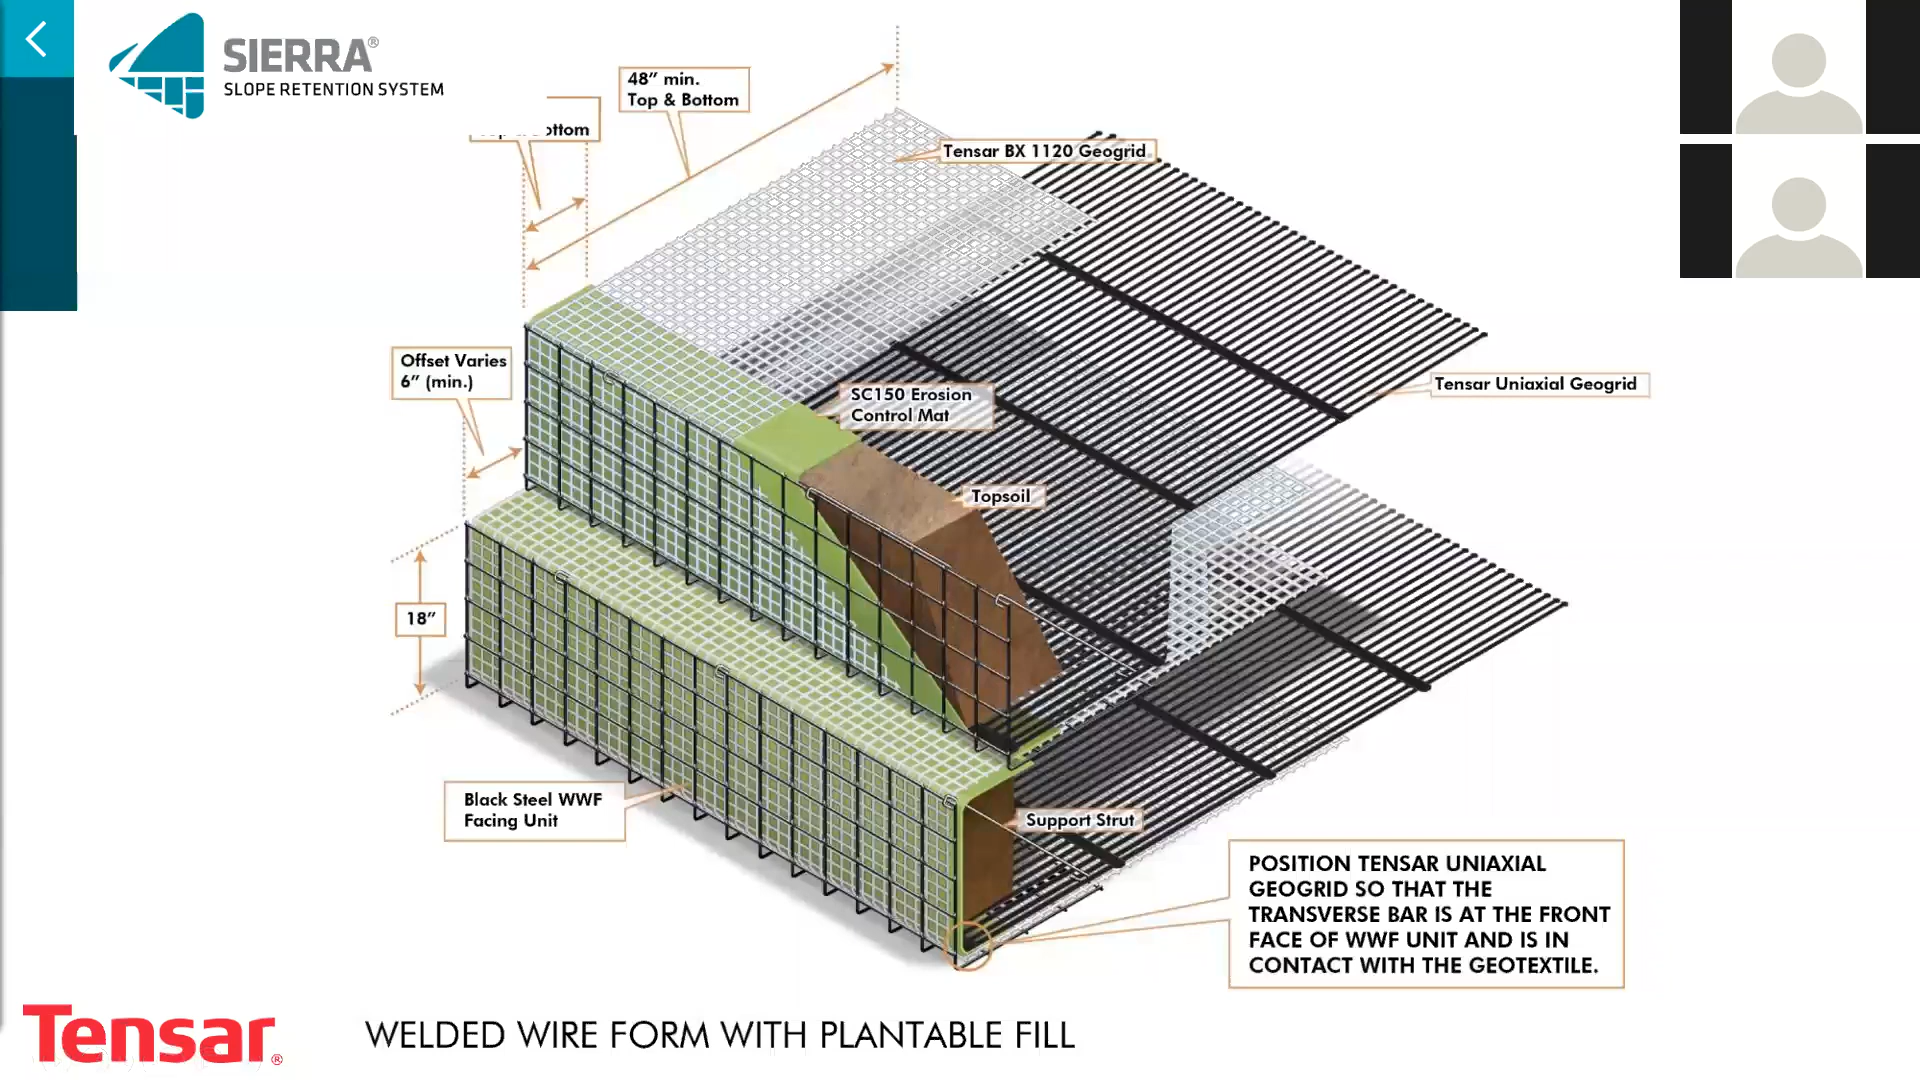 SIERRA®
SLOPE RETENTION SYSTEM
48” min.
Top & Bottom
Tensar BX 1120 Geogrid
Offset Varies
6” (min.)
SC150 Erosion
Control Mat
Tensar Uniaxial Geogrid
Topsoil
18”
Black Steel WWF
Facing Unit
Support Strut
POSITION TENSAR UNIAXIAL
GEOGRID SO THAT THE
TRANSVERSE BAR IS AT THE FRONT
FACE OF WWF UNIT AND IS IN
CONTACT WITH THE GEOTEXTILE.
Tensar®
WELDED WIRE FORM WITH PLANTABLE FILL